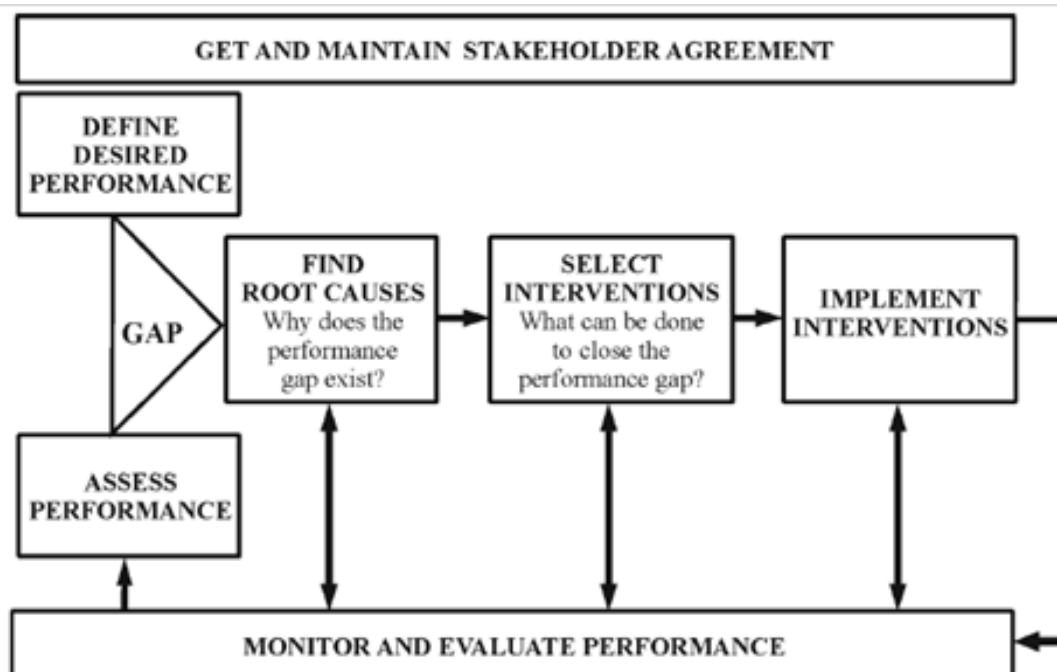 GET AND MAINTAIN STAKEHOLDER AGREEMENT
DEFINE
DESIRED
PERFORMANCE
GAP
FIND
ROOT CAUSES
Why does the
performance
gap exist?
SELECT
INTERVENTIONS
What can be done
to close the
performance gap?
IMPLEMENT
INTERVENTIONS
ASSESS
PERFORMANCE
MONITOR AND EVALUATE PERFORMANCE